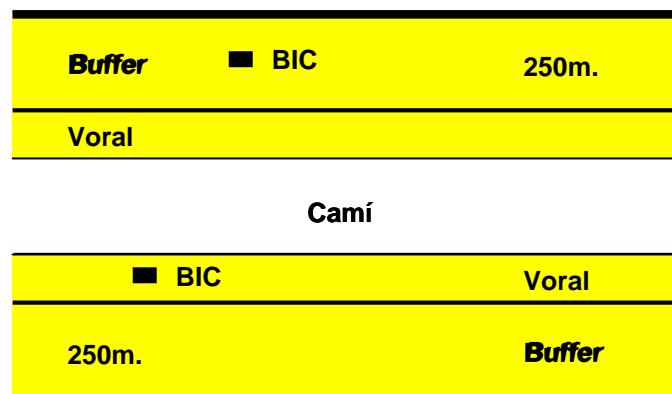 Buffer BIC 250m.
Voral
Camí
BIC Voral
250m. Buffer